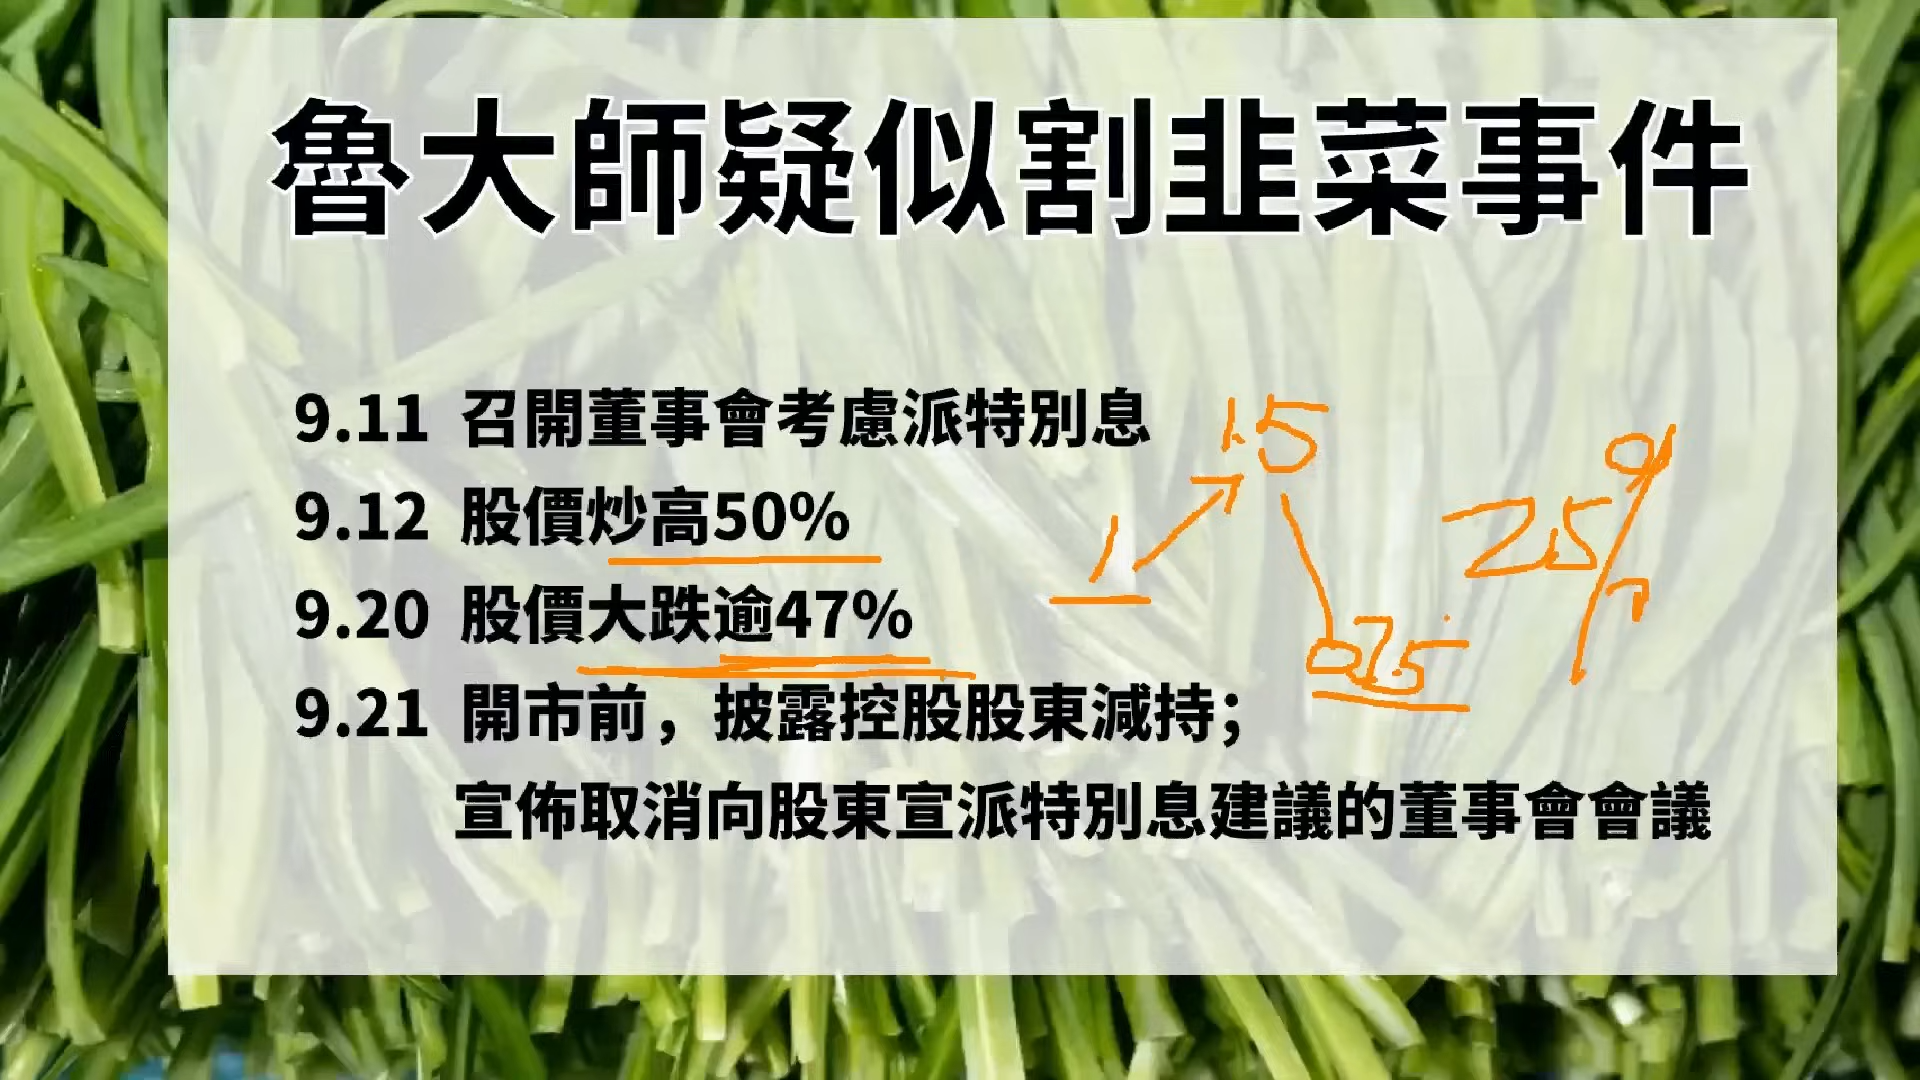 魯大師疑似割韭菜事件
9.11 召開董事會考慮派特別息
9.12 股價炒高50%
9.20 股價大跌逾47%
9.21 開市前，披露控股股東減持；
宣佈取消向股東宣派特別息建議的董事會會議
1
1.5
0.75
25%